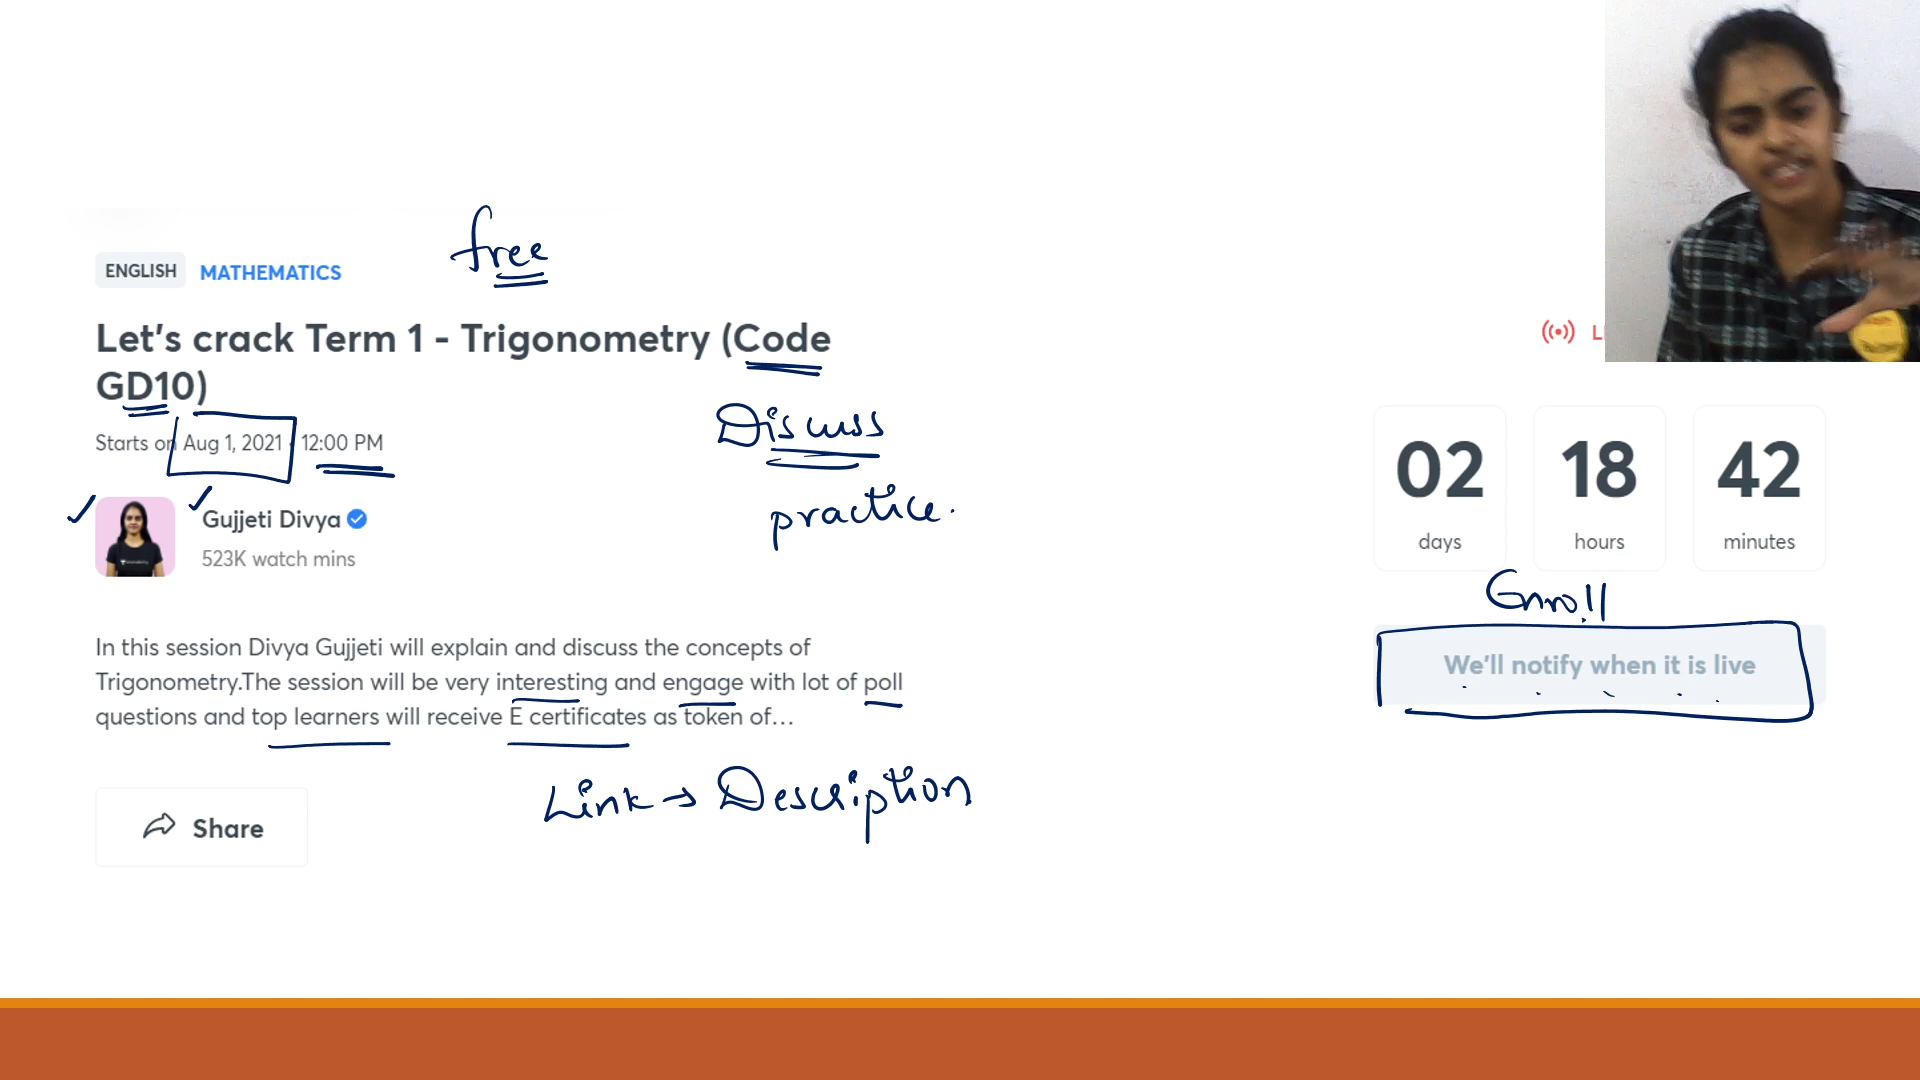 free
ENGLISH MATHEMATICS
Let's crack Term 1 - Trigonometry (Code
GD10)
Starts on Aug 1, 2021 · 12:00 PM
Discuss
practice.
Gujjeti Divya
523K watch mins
In this session Divya Gujjeti will explain and discuss the concepts of
Trigonometry.The session will be very interesting and engage with lot of poll
questions and top learners will receive E certificates as token of...
Link → Description
Share
02 18 42
days hours minutes
Enroll
We'll notify when it is live